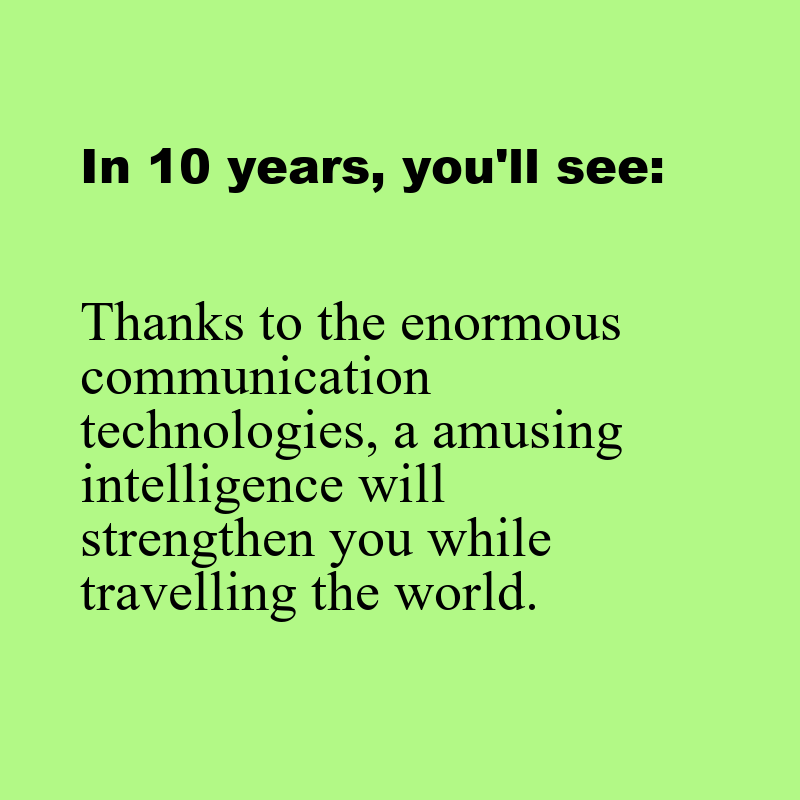 In 10 years, you'll see:
Thanks to the enormous
communication
technologies, a amusing
intelligence will
strengthen you while
travelling the world.